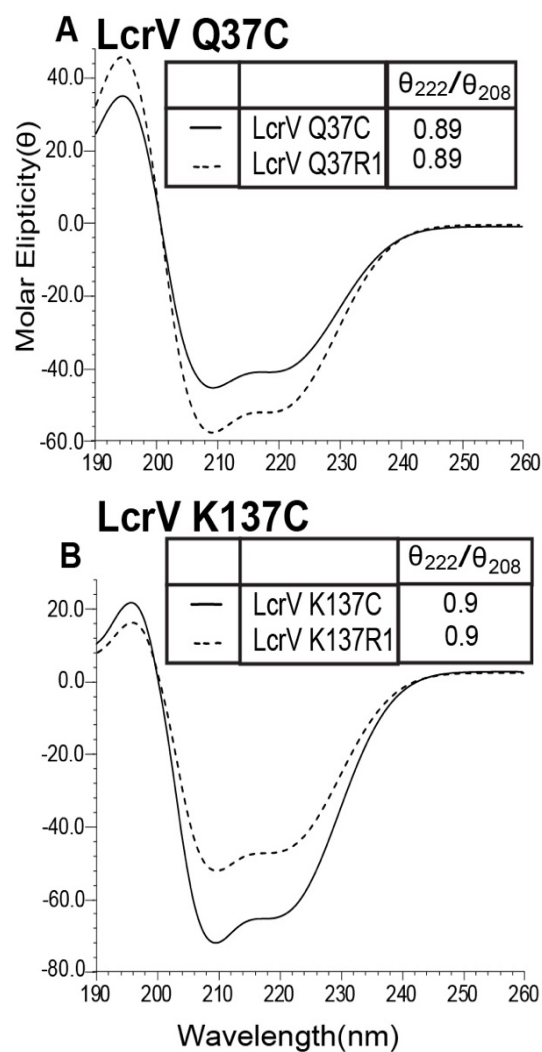 A LcrV Q37C
θ222/θ208
LcrV Q37C 0.89
LcrV Q37R1 0.89
40.0
20.0
0.0
-20.0
-40.0
-60.0
Molar Elipticity(θ)
190 200 210 220 230 240 250 260
LcrV K137C
B
θ222/θ208
LcrV K137C 0.9
LcrV K137R1 0.9
20.0
0.0
-20.0
-40.0
-60.0
-80.0
190 200 210 220 230 240 250 260
Wavelength(nm)